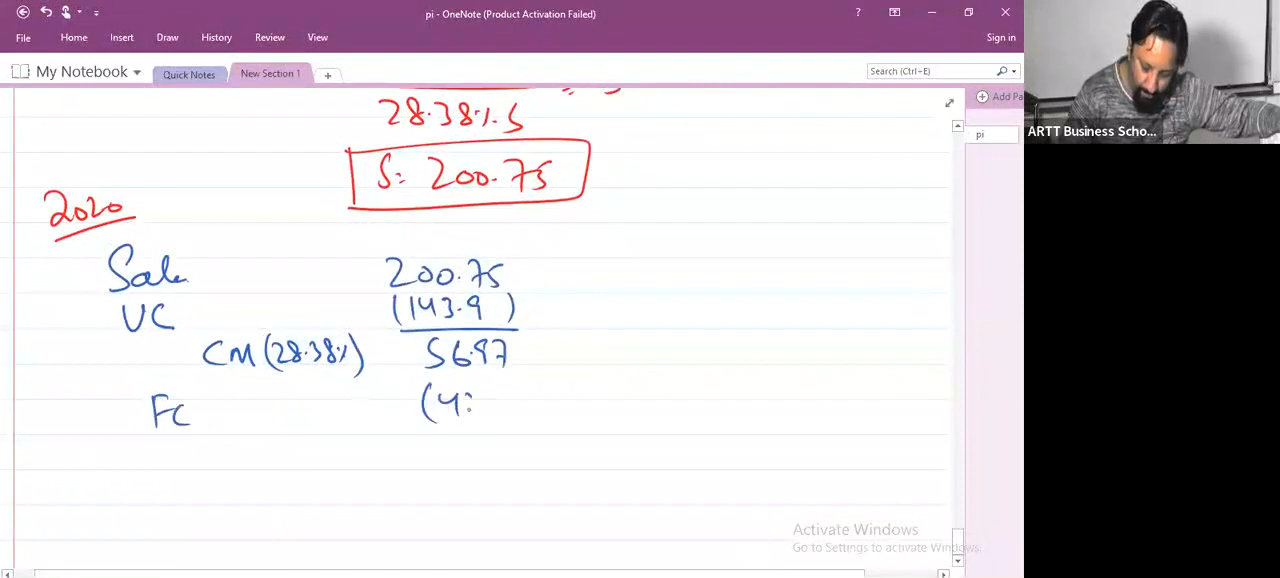 pi - OneNote (Product Activation Failed)
File Home Insert Draw History Review View Sign in
My Notebook Quick Notes New Section 1 + Search (Ctrl+E)
Add Pa
pi
ARTT Business Scho...
28.38% S
S: 200.75
2020
Sale 200.75
VC (143.9 )
CM (28.38%) 56.97
FC (4
Activate Windows
Go to Settings to activate Windows.